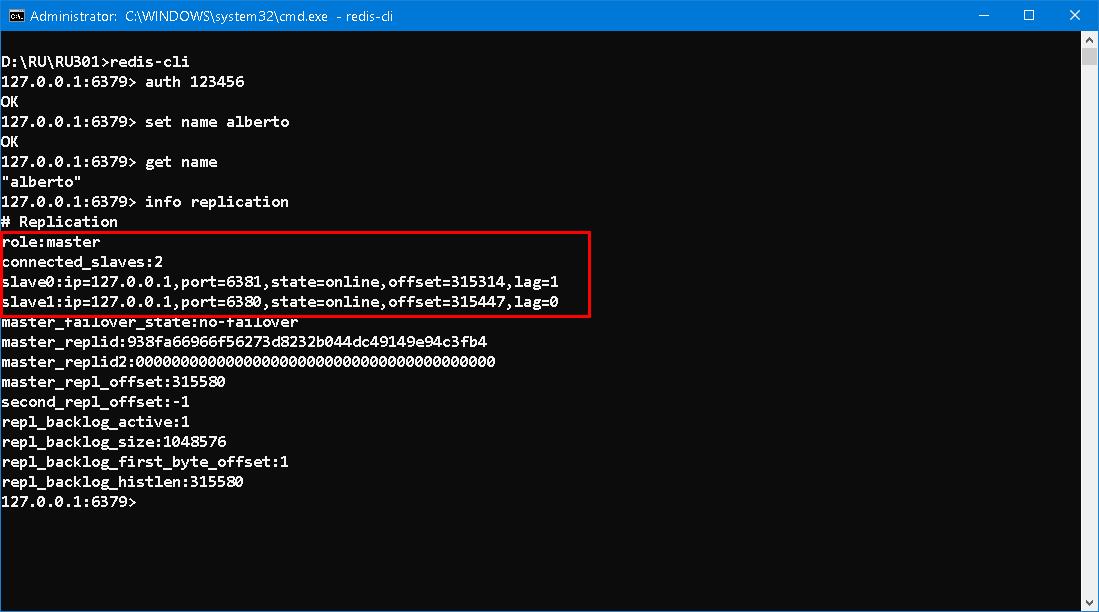 Administrator: C:\WINDOWS\system32\cmd.exe - redis-cli
D:\RU\RU301>redis-cli
127.0.0.1:6379> auth 123456
OK
127.0.0.1:6379> set name alberto
OK
127.0.0.1:6379> get name
"alberto"
127.0.0.1:6379> info replication
# Replication
role:master
connected_slaves:2
slave0:ip=127.0.0.1,port=6381,state=online,offset=315314,lag=1
slave1:ip=127.0.0.1,port=6380,state=online,offset=315447,lag=0
master_failover_state:no-failover
master_replid:938fa66966f56273d8232b044dc49149e94c3fb4
master_replid2:0000000000000000000000000000000000000000
master_repl_offset:315580
second_repl_offset:-1
repl_backlog_active:1
repl_backlog_size:1048576
repl_backlog_first_byte_offset:1
repl_backlog_histlen:315580
127.0.0.1:6379>